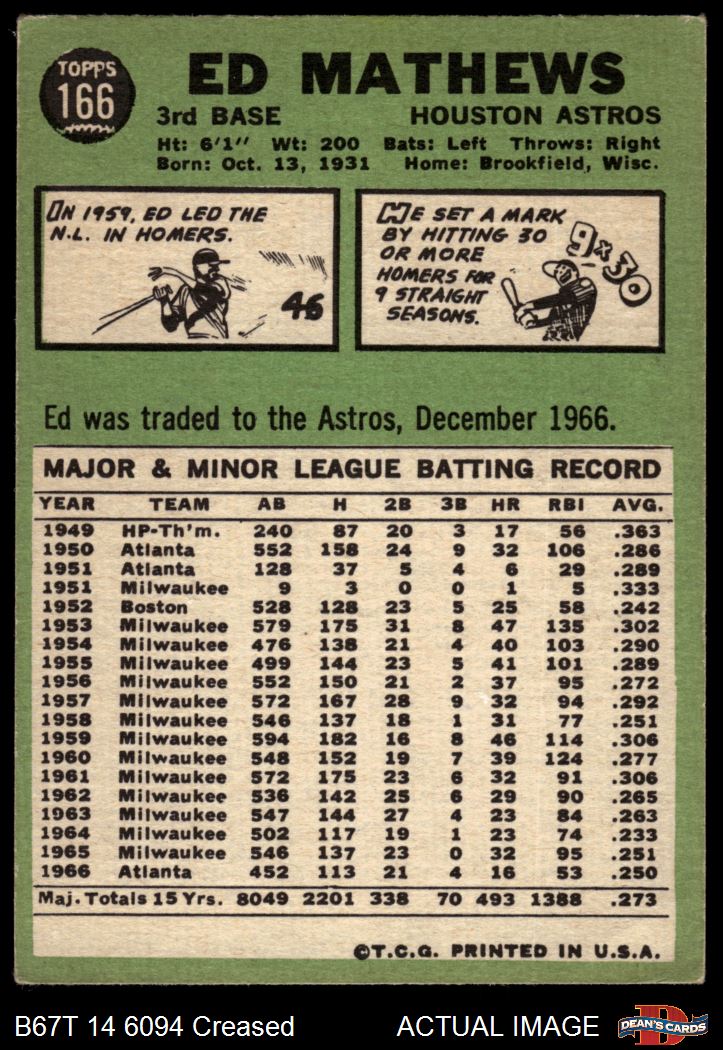 TOPPS
166
ED MATHEWS
3rd BASE HOUSTON ASTROS
Ht: 6'1" Wt: 200 Bats: Left Throws: Right
Born: Oct. 13, 1931 Home: Brookfield, Wisc.
IN 1959, ED LED THE
N.L. IN HOMERS.
46
HE SET A MARK
BY HITTING 30
OR MORE
HOMERS FOR
9 STRAIGHT
SEASONS.
9x30
Ed was traded to the Astros, December 1966.
MAJOR & MINOR LEAGUE BATTING RECORD
YEAR TEAM AB H 2B 3B HR RBI AVG.
1949 HP-Th'm. 240 87 20 3 17 56 .363
1950 Atlanta 552 158 24 9 32 106 .286
1951 Atlanta 128 37 5 4 6 29 .289
1951 Milwaukee 9 3 0 0 1 5 .333
1952 Boston 528 128 23 5 25 58 .242
1953 Milwaukee 579 175 31 8 47 135 .302
1954 Milwaukee 476 138 21 4 40 103 .290
1955 Milwaukee 499 144 23 5 41 101 .289
1956 Milwaukee 552 150 21 2 37 95 .272
1957 Milwaukee 572 167 28 9 32 94 .292
1958 Milwaukee 546 137 18 1 31 77 .251
1959 Milwaukee 594 182 16 8 46 114 .306
1960 Milwaukee 548 152 19 7 39 124 .277
1961 Milwaukee 572 175 23 6 32 91 .306
1962 Milwaukee 536 142 25 6 29 90 .265
1963 Milwaukee 547 144 27 4 23 84 .263
1964 Milwaukee 502 117 19 1 23 74 .233
1965 Milwaukee 546 137 23 0 32 95 .251
1966 Atlanta 452 113 21 4 16 53 .250
Maj. Totals 15 Yrs. 8049 2201 338 70 493 1388 .273
©T.C.G. PRINTED IN U.S.A.
B67T 14 6094 Creased ACTUAL IMAGE
DEAN'S CARDS